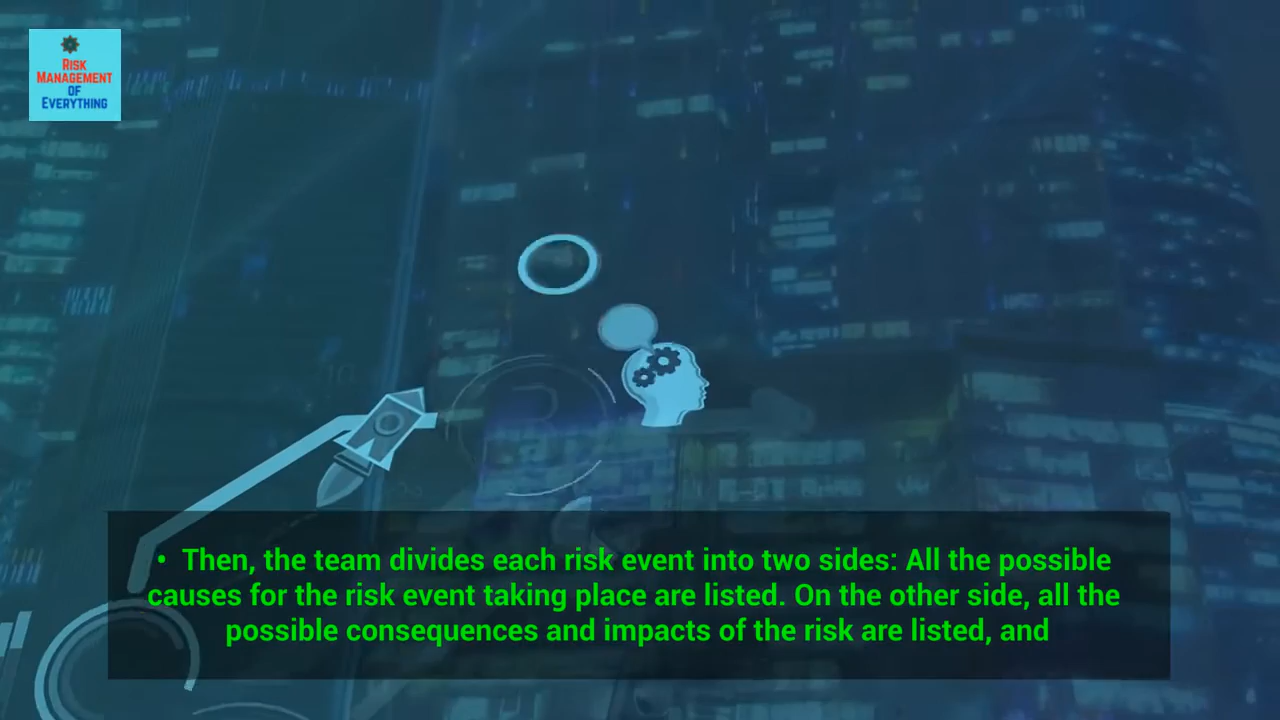 RISK
MANAGEMENT
OF
EVERYTHING
• Then, the team divides each risk event into two sides: All the possible
causes for the risk event taking place are listed. On the other side, all the
possible consequences and impacts of the risk are listed, and